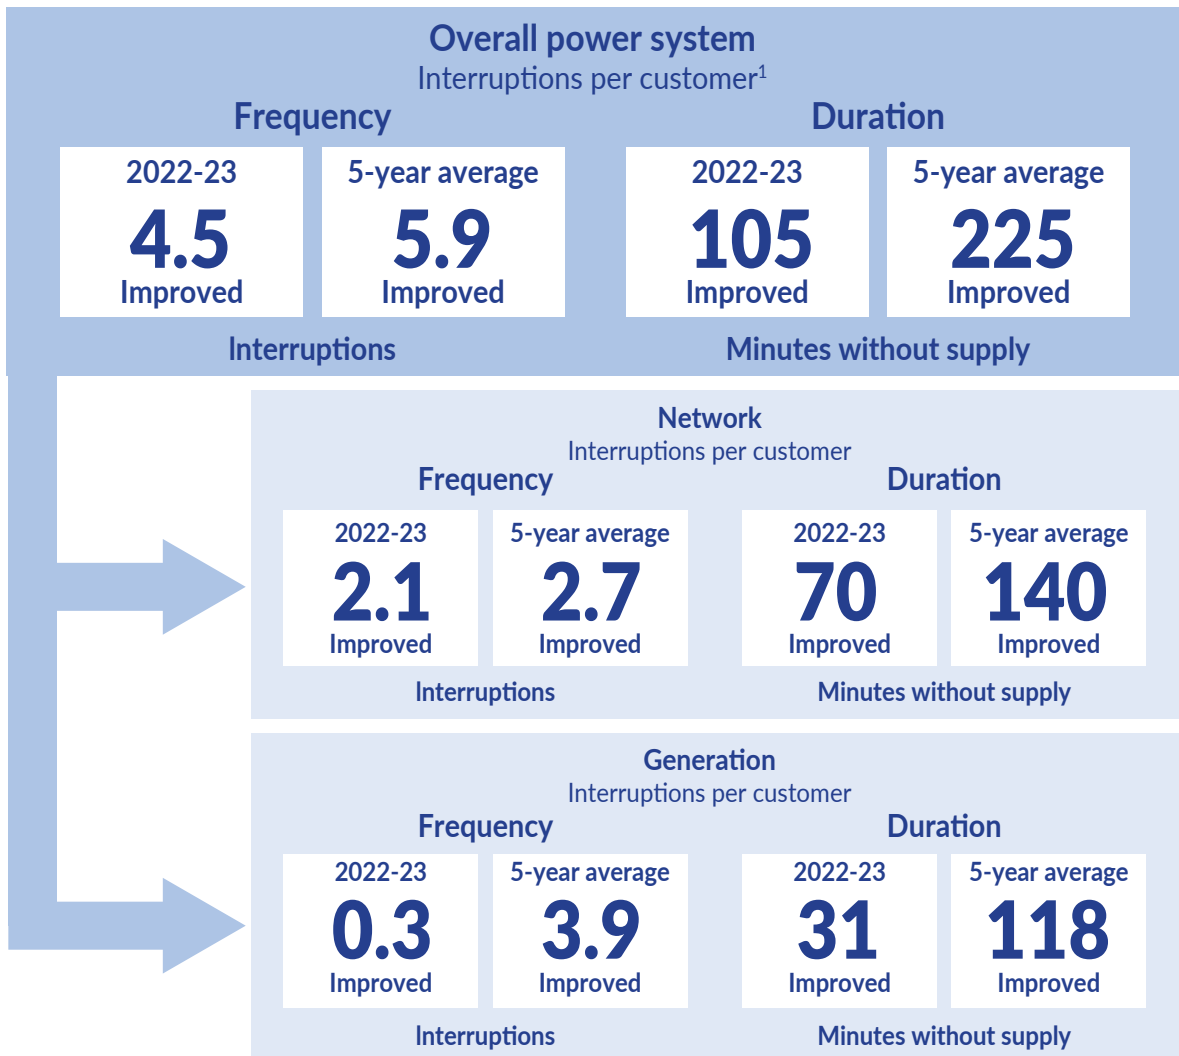 Overall power system
Interruptions per customer¹
Frequency
Duration
2022-23
5-year average
2022-23
5-year average
4.5
5.9
105
225
Improved
Improved
Improved
Improved
Interruptions
Minutes without supply
Network
Interruptions per customer
Frequency
Duration
2022-23
5-year average
2022-23
5-year average
2.1
2.7
70
140
Improved
Improved
Improved
Improved
Interruptions
Minutes without supply
Generation
Interruptions per customer
Frequency
Duration
2022-23
5-year average
2022-23
5-year average
0.3
3.9
31
118
Improved
Improved
Improved
Improved
Interruptions
Minutes without supply